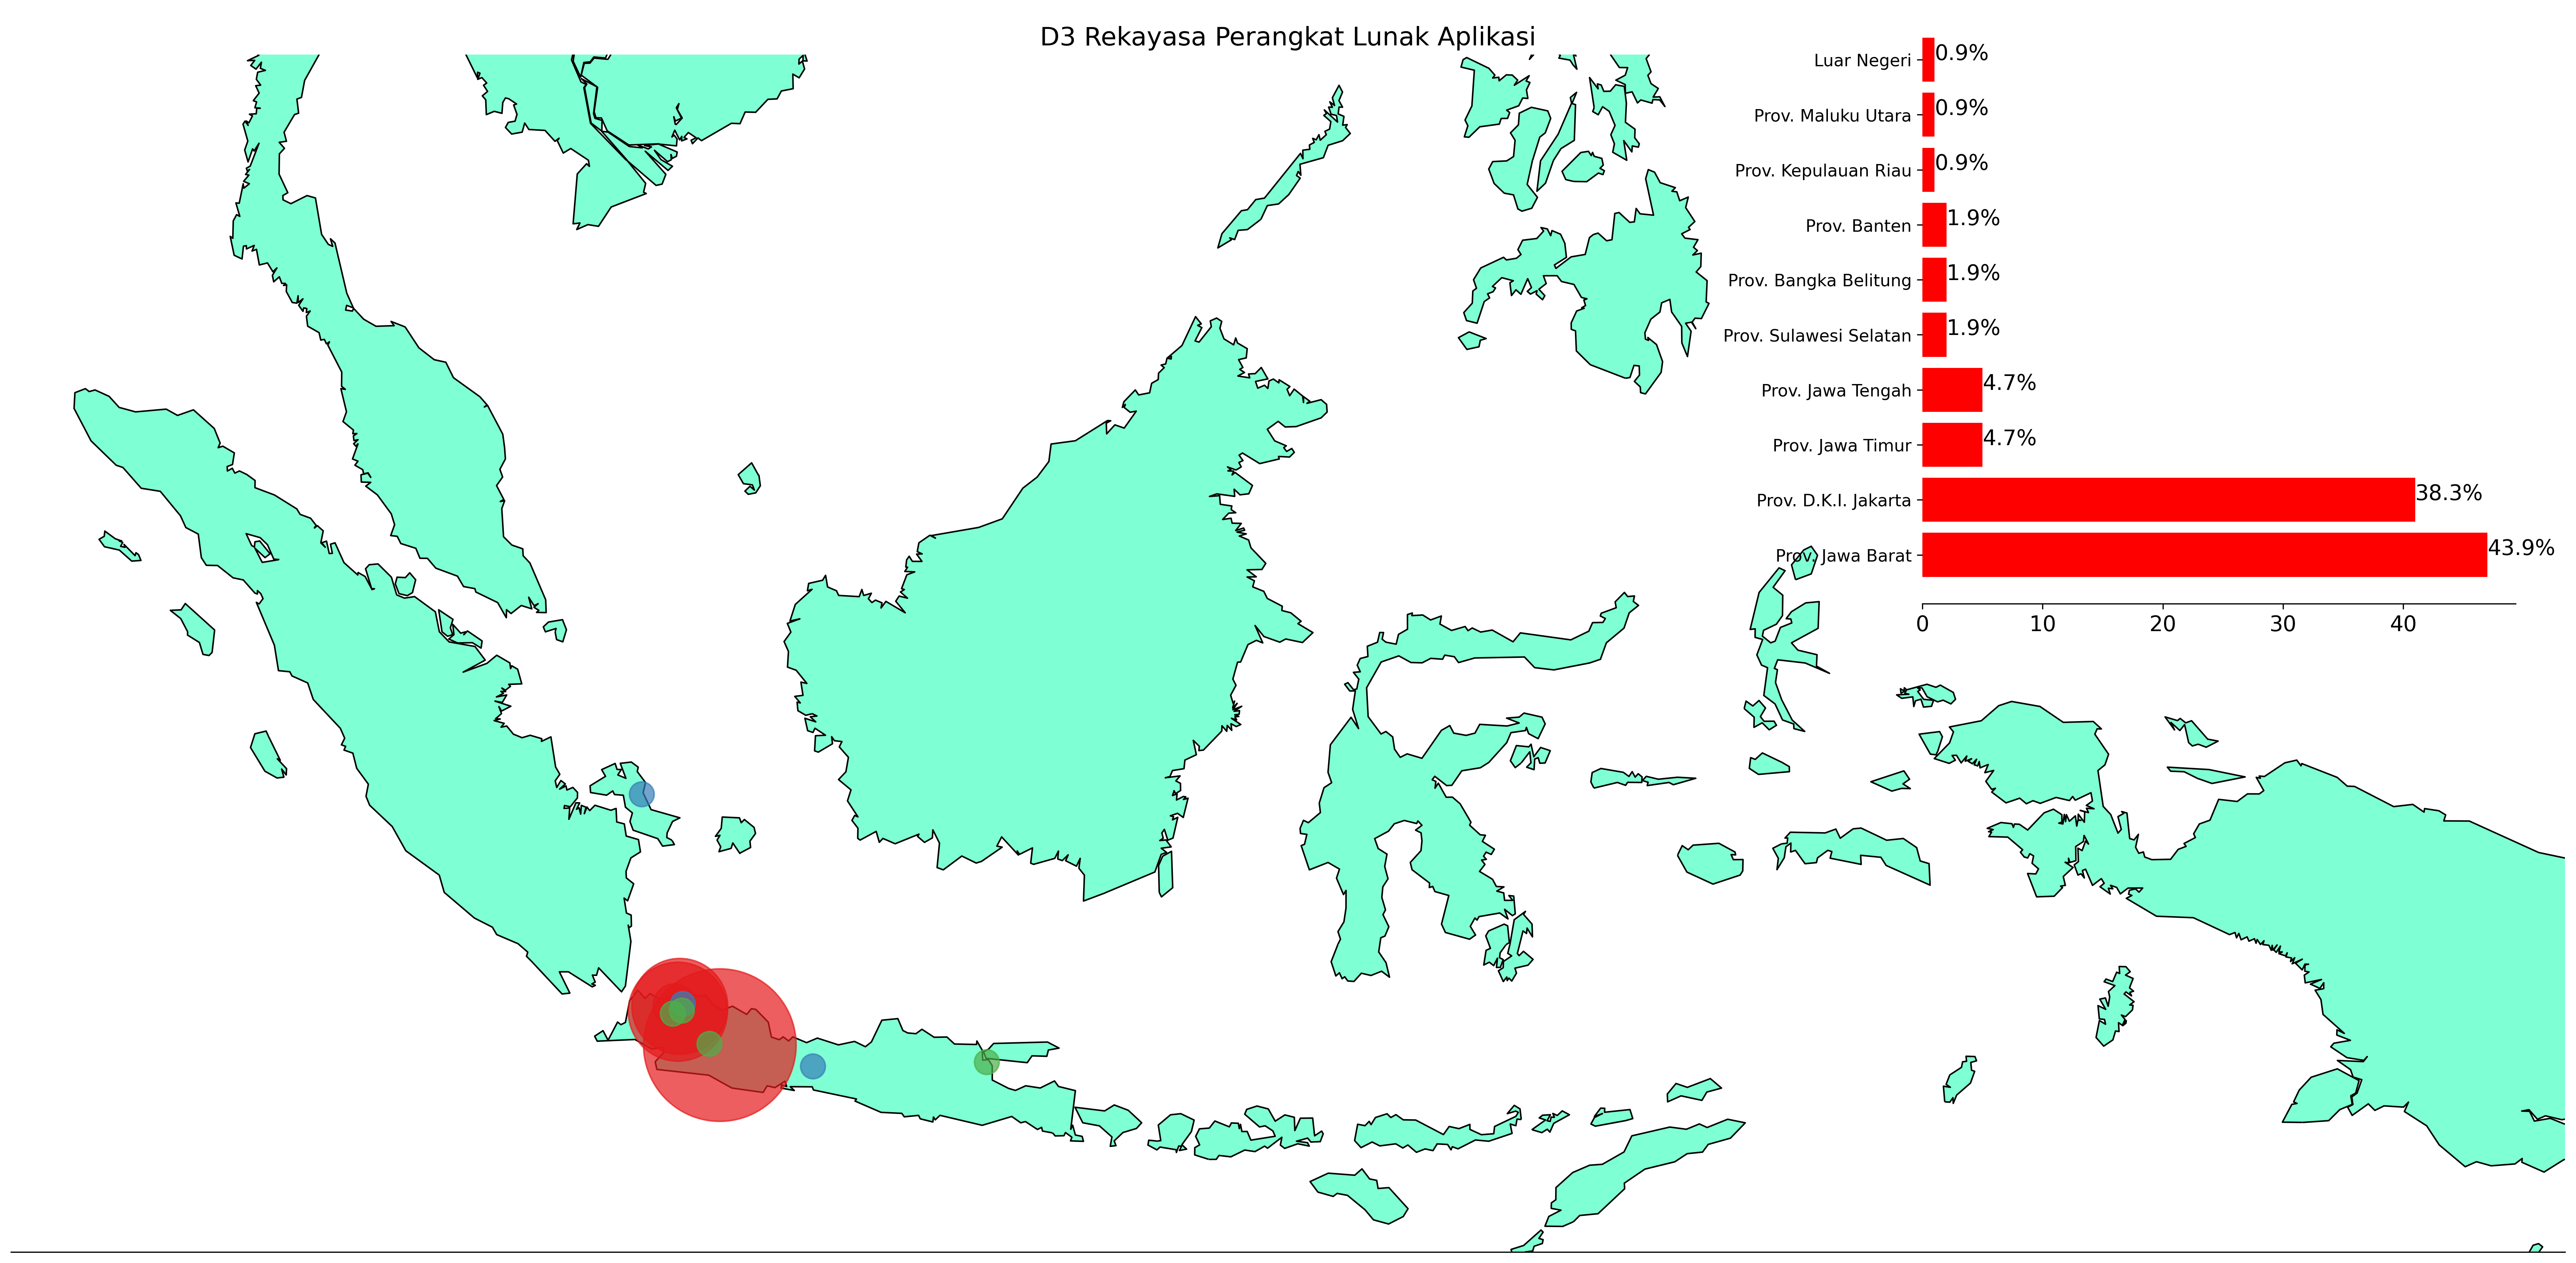 D3 Rekayasa Perangkat Lunak Aplikasi
Luar Negeri 0.9%
Prov. Maluku Utara 0.9%
Prov. Kepulauan Riau 0.9%
Prov. Banten 1.9%
Prov. Bangka Belitung 1.9%
Prov. Sulawesi Selatan 1.9%
Prov. Jawa Tengah 4.7%
Prov. Jawa Timur 4.7%
Prov. D.K.I. Jakarta 38.3%
Prov. Jawa Barat 43.9%
0 10 20 30 40